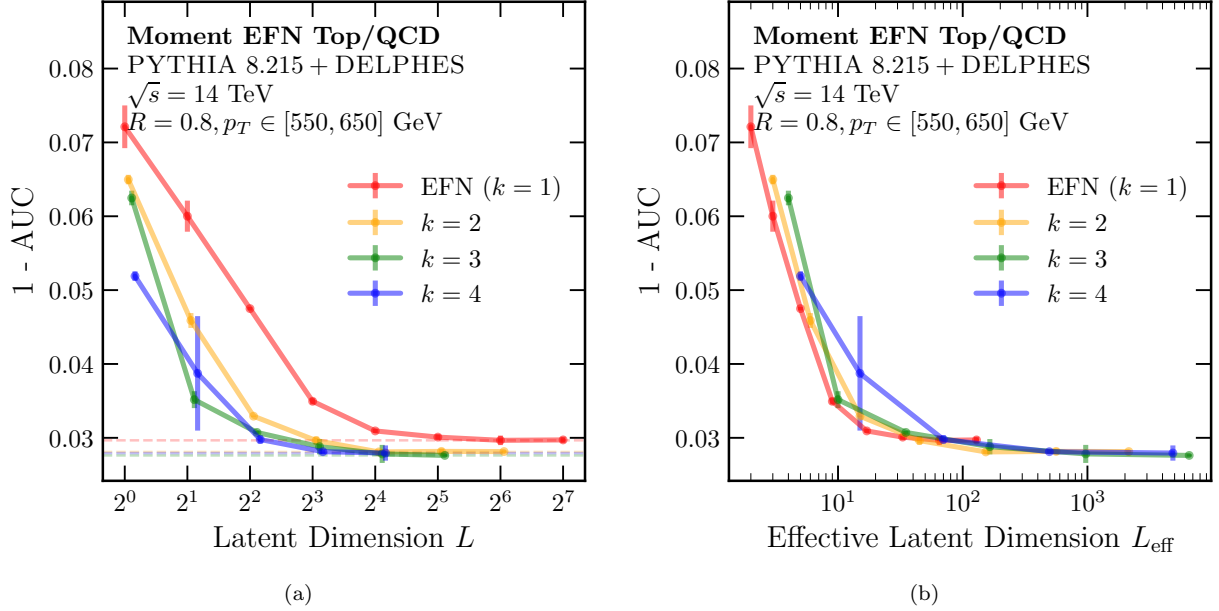 Moment EFN Top/QCD
PYTHIA 8.215 + DELPHES
√s = 14 TeV
R = 0.8, p_T ∈ [550, 650] GeV
EFN (k = 1)
k = 2
k = 3
k = 4
1 - AUC
0.08
0.07
0.06
0.05
0.04
0.03
2^0 2^1 2^2 2^3 2^4 2^5 2^6 2^7
Latent Dimension L
(a)
Moment EFN Top/QCD
PYTHIA 8.215 + DELPHES
√s = 14 TeV
R = 0.8, p_T ∈ [550, 650] GeV
EFN (k = 1)
k = 2
k = 3
k = 4
1 - AUC
0.08
0.07
0.06
0.05
0.04
0.03
10^1 10^2 10^3
Effective Latent Dimension L_eff
(b)